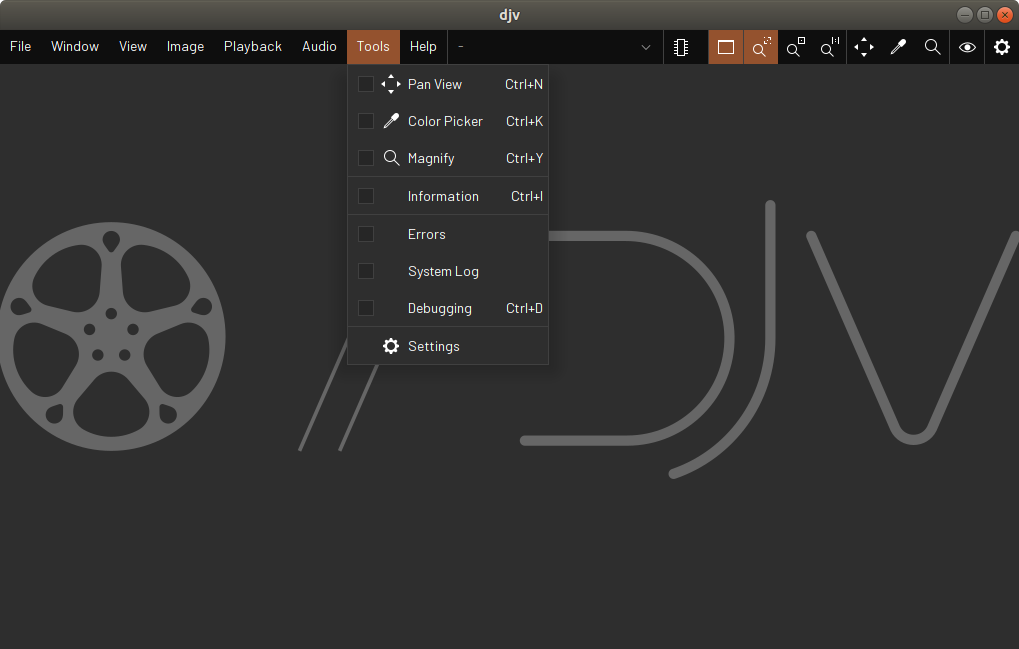 djv
File Window View Image Playback Audio Tools Help -
Pan View Ctrl+N
Color Picker Ctrl+K
Magnify Ctrl+Y
Information Ctrl+I
Errors
System Log
Debugging Ctrl+D
Settings
DJV